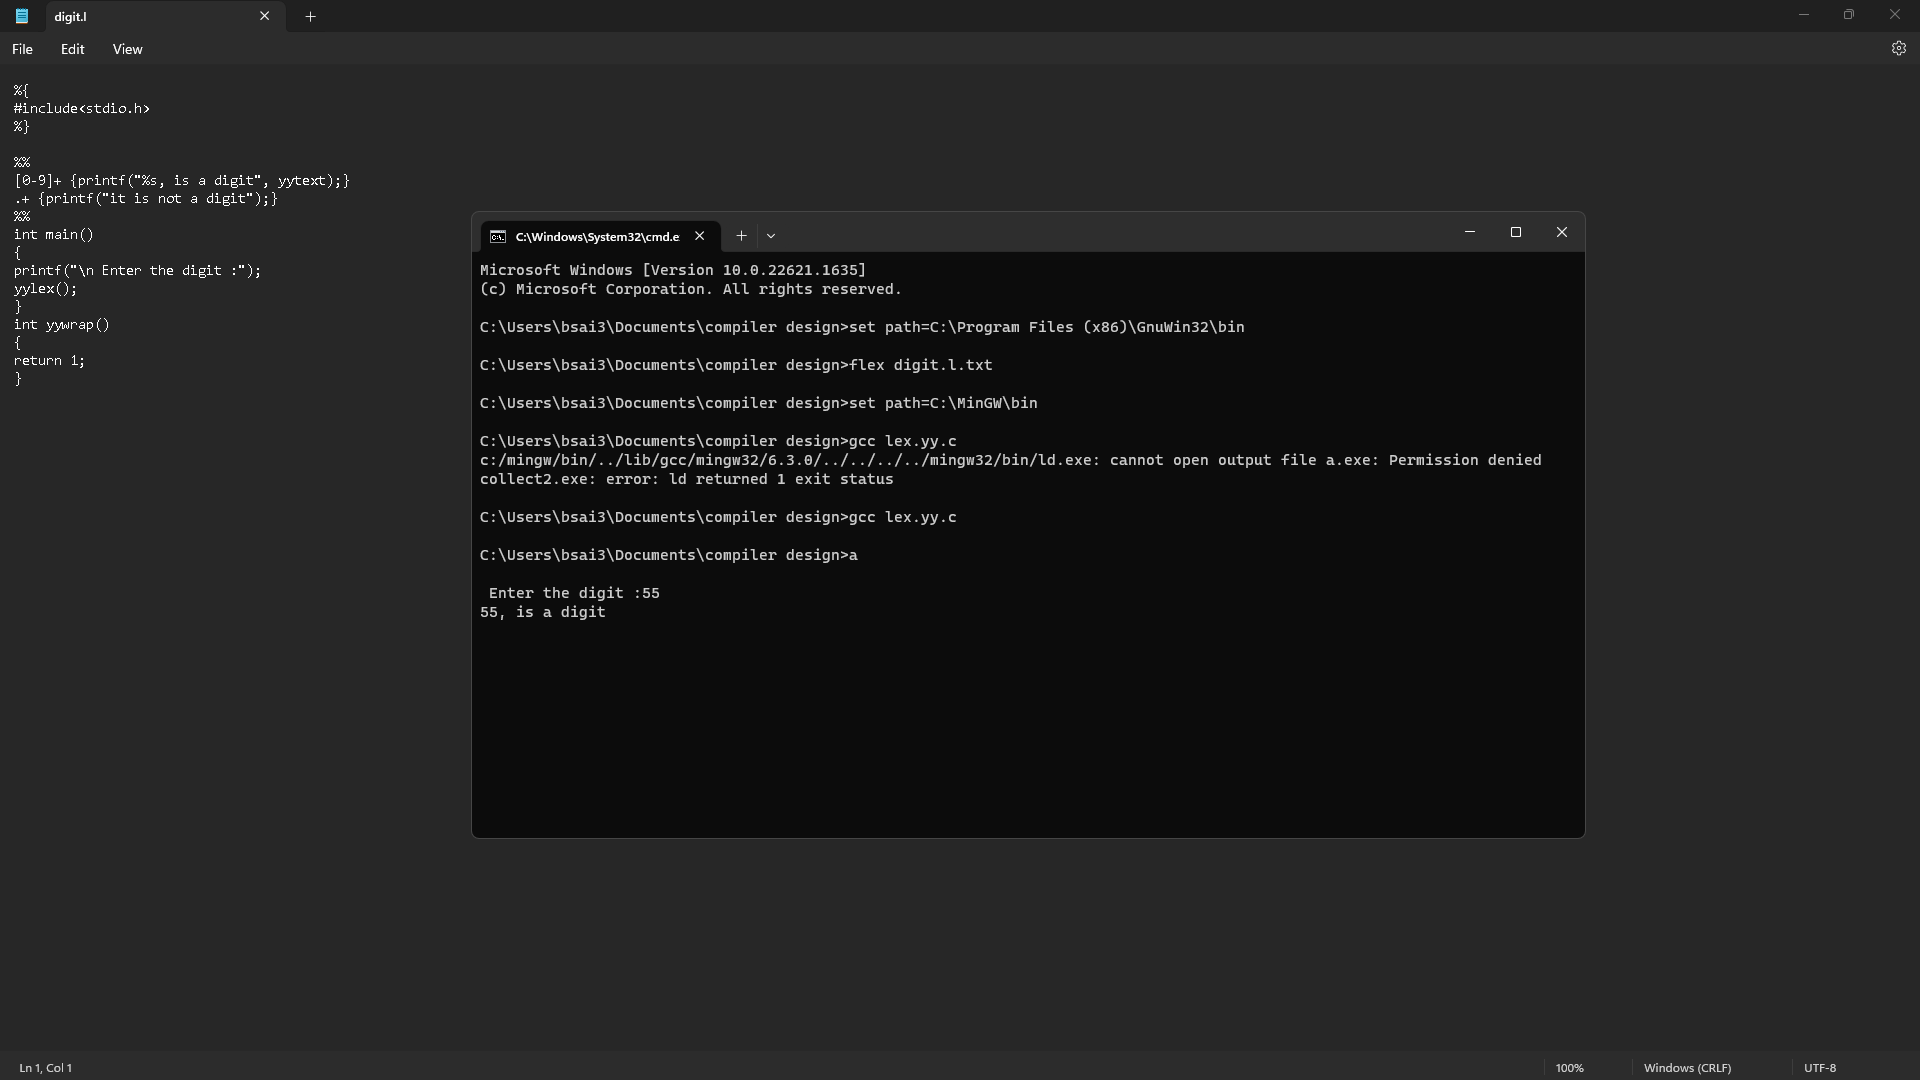 digit.l
File Edit View
%{
#include<stdio.h>
%}
%%
[0-9]+ {printf("%s, is a digit", yytext);}
.+ {printf("it is not a digit");}
%%
int main()
{
printf("\n Enter the digit :");
yylex();
}
int yywrap()
{
return 1;
}
C:\Windows\System32\cmd.e
Microsoft Windows [Version 10.0.22621.1635]
(c) Microsoft Corporation. All rights reserved.
C:\Users\bsai3\Documents\compiler design>set path=C:\Program Files (x86)\GnuWin32\bin
C:\Users\bsai3\Documents\compiler design>flex digit.l.txt
C:\Users\bsai3\Documents\compiler design>set path=C:\MinGW\bin
C:\Users\bsai3\Documents\compiler design>gcc lex.yy.c
c:/mingw/bin/../lib/gcc/mingw32/6.3.0/../../../../mingw32/bin/ld.exe: cannot open output file a.exe: Permission denied
collect2.exe: error: ld returned 1 exit status
C:\Users\bsai3\Documents\compiler design>gcc lex.yy.c
C:\Users\bsai3\Documents\compiler design>a
Enter the digit :55
55, is a digit
Ln 1, Col 1 100% Windows (CRLF) UTF-8